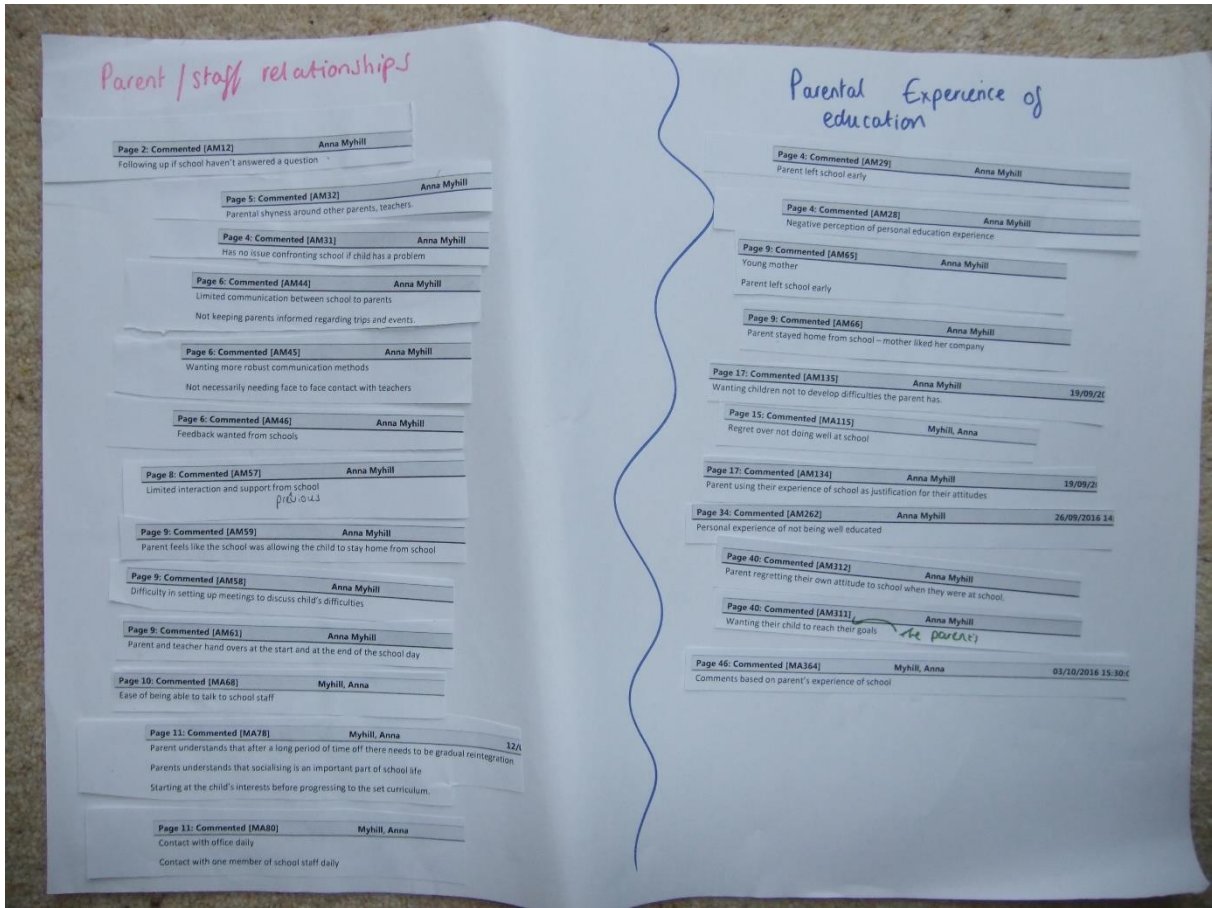 Parent / staff relationships
Page 2: Commented [AM12] Anna Myhill
Following up if school haven't answered a question
Page 5: Commented [AM32] Anna Myhill
Parental shyness around other parents, teachers
Page 4: Commented [AM31] Anna Myhill
Has no issue confronting school if child has a problem
Page 6: Commented [AM44] Anna Myhill
Limited communication between school to parents
Not keeping parents informed regarding trips and events.
Page 6: Commented [AM45] Anna Myhill
Wanting more robust communication methods
Not necessarily needing face to face contact with teachers
Page 6: Commented [AM46] Anna Myhill
Feedback wanted from schools
Page 8: Commented [AM57] Anna Myhill
Limited interaction and support from school
previous
Page 9: Commented [AM59] Anna Myhill
Parent feels like the school was allowing the child to stay home from school
Page 9: Commented [AM58] Anna Myhill
Difficulty in setting up meetings to discuss child's difficulties
Page 9: Commented [AM61] Anna Myhill
Parent and teacher hand overs at the start and at the end of the school day
Page 10: Commented [MA68] Myhill, Anna
Ease of being able to talk to school staff
Page 11: Commented [MA78] Myhill, Anna 12/
Parent understands that after a long period of time off there needs to be gradual reintegration
Parents understands that socialising is an important part of school life
Starting at the child's interests before progressing to the set curriculum.
Page 11: Commented [MA80] Myhill, Anna
Contact with office daily
Contact with one member of school staff daily
Parental Experience of
education
Page 4: Commented [AM29] Anna Myhill
Parent left school early
Page 4: Commented [AM28] Anna Myhill
Negative perception of personal education experience
Page 9: Commented [AM65] Anna Myhill
Young mother
Parent left school early
Page 9: Commented [AM66] Anna Myhill
Parent stayed home from school – mother liked her company
Page 17: Commented [AM135] Anna Myhill 19/09/20
Wanting children not to develop difficulties the parent has.
Page 15: Commented [MA115] Myhill, Anna
Regret over not doing well at school
Page 17: Commented [AM134] Anna Myhill 19/09/2
Parent using their experience of school as justification for their attitudes
Page 34: Commented [AM262] Anna Myhill 26/09/2016 14:
Personal experience of not being well educated
Page 40: Commented [AM312] Anna Myhill
Parent regretting their own attitude to school when they were at school.
Page 40: Commented [AM311] Anna Myhill
Wanting their child to reach their goals
parents
Page 46: Commented [MA364] Myhill, Anna 03/10/2016 15:30:
Comments based on parent's experience of school